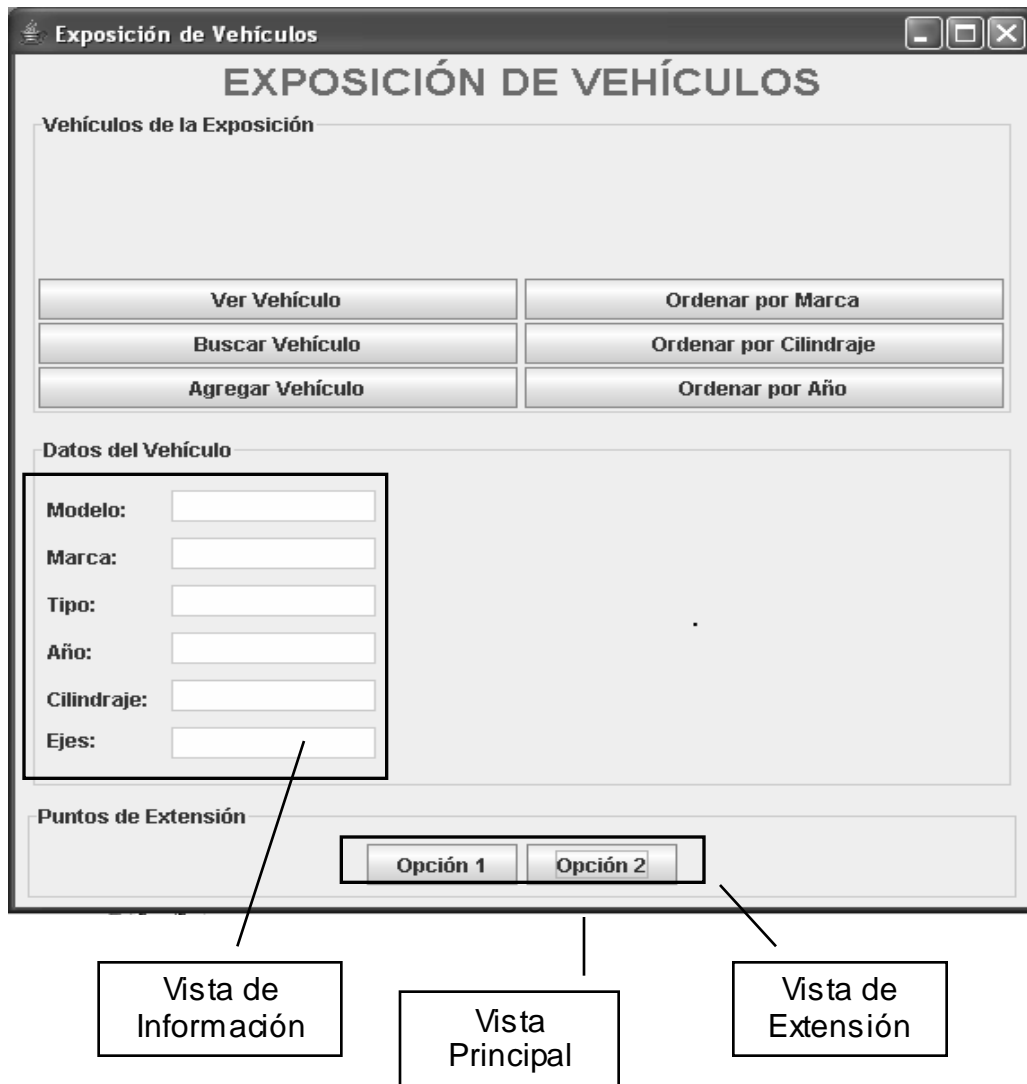 Exposición de Vehículos
EXPOSICIÓN DE VEHÍCULOS
Vehículos de la Exposición
Ver Vehículo
Ordenar por Marca
Buscar Vehículo
Ordenar por Cilindraje
Agregar Vehículo
Ordenar por Año
Datos del Vehículo
Modelo:
Marca:
Tipo:
Año:
Cilindraje:
Ejes:
Puntos de Extensión
Opción 1
Opción 2
Vista de
Información
Vista
Principal
Vista de
Extensión